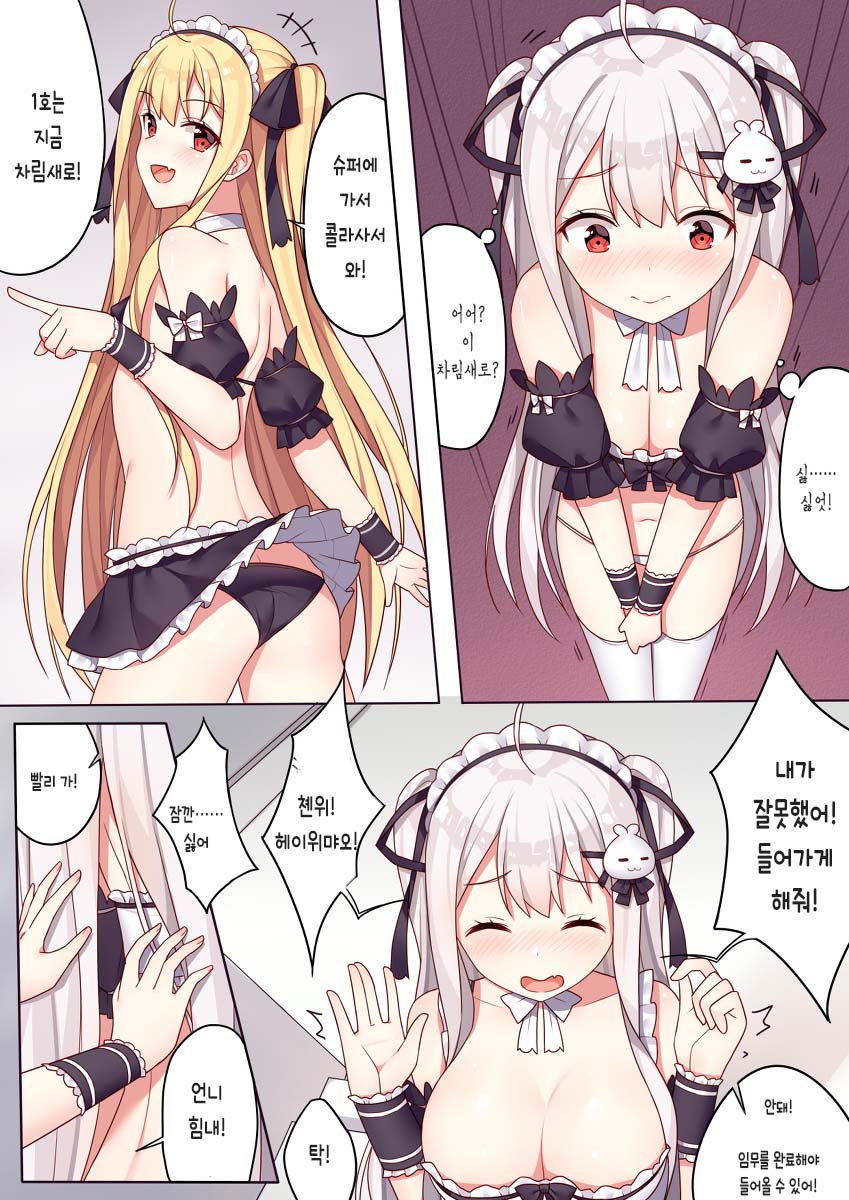 1호는
지금
차림새로!
슈퍼에
가서
콜라사서
와!
어어?
이
차림새로?
싫……
싫엇!
빨리 가!
잠깐……
싫어
언니
힘내!
첸위!
헤이위먀오!
내가
잘못했어!
들어가게
해줘!
탁!
안돼!
임무를 완료해야
들어올 수 있어!